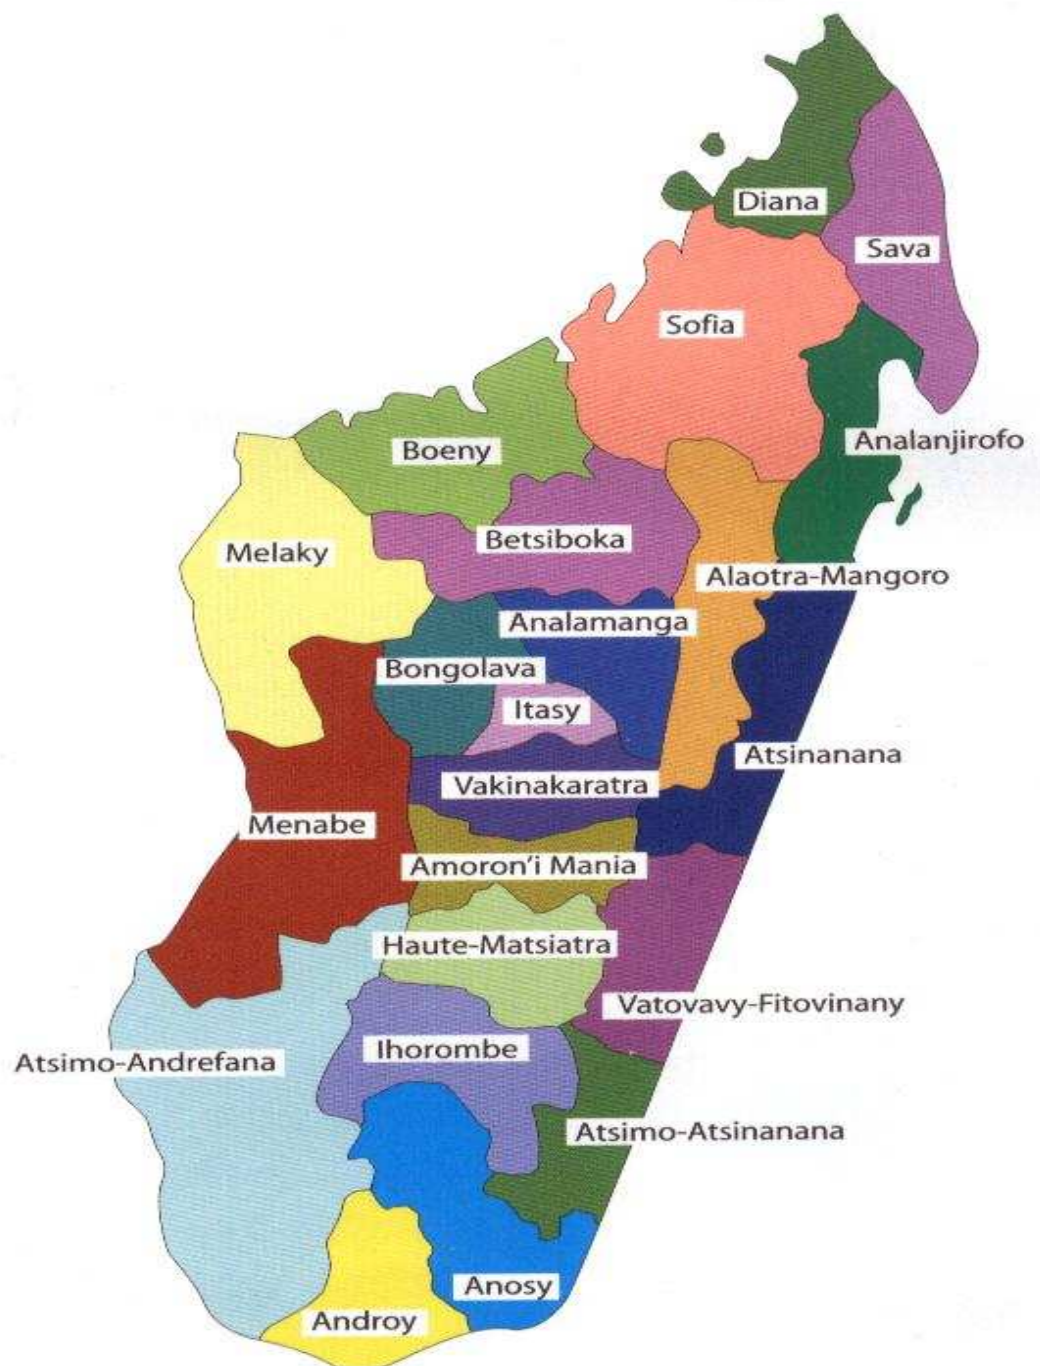 Diana
Sava
Sofia
Analanjirofo
Boeny
Betsiboka
Melaky
Alaotra-Mangoro
Analamanga
Bongolava
Itasy
Atsinanana
Vakinakaratra
Menabe
Amoron'i Mania
Haute-Matsiatra
Vatovavy-Fitovinany
Ihorombe
Atsimo-Andrefana
Atsimo-Atsinanana
Anosy
Androy